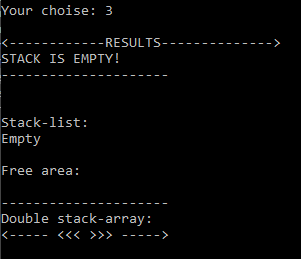 Your choise: 3
<------------RESULTS-------------->
STACK IS EMPTY!
---------------------
Stack-list:
Empty
Free area:
---------------------
Double stack-array:
<----- <<< >>> ----->